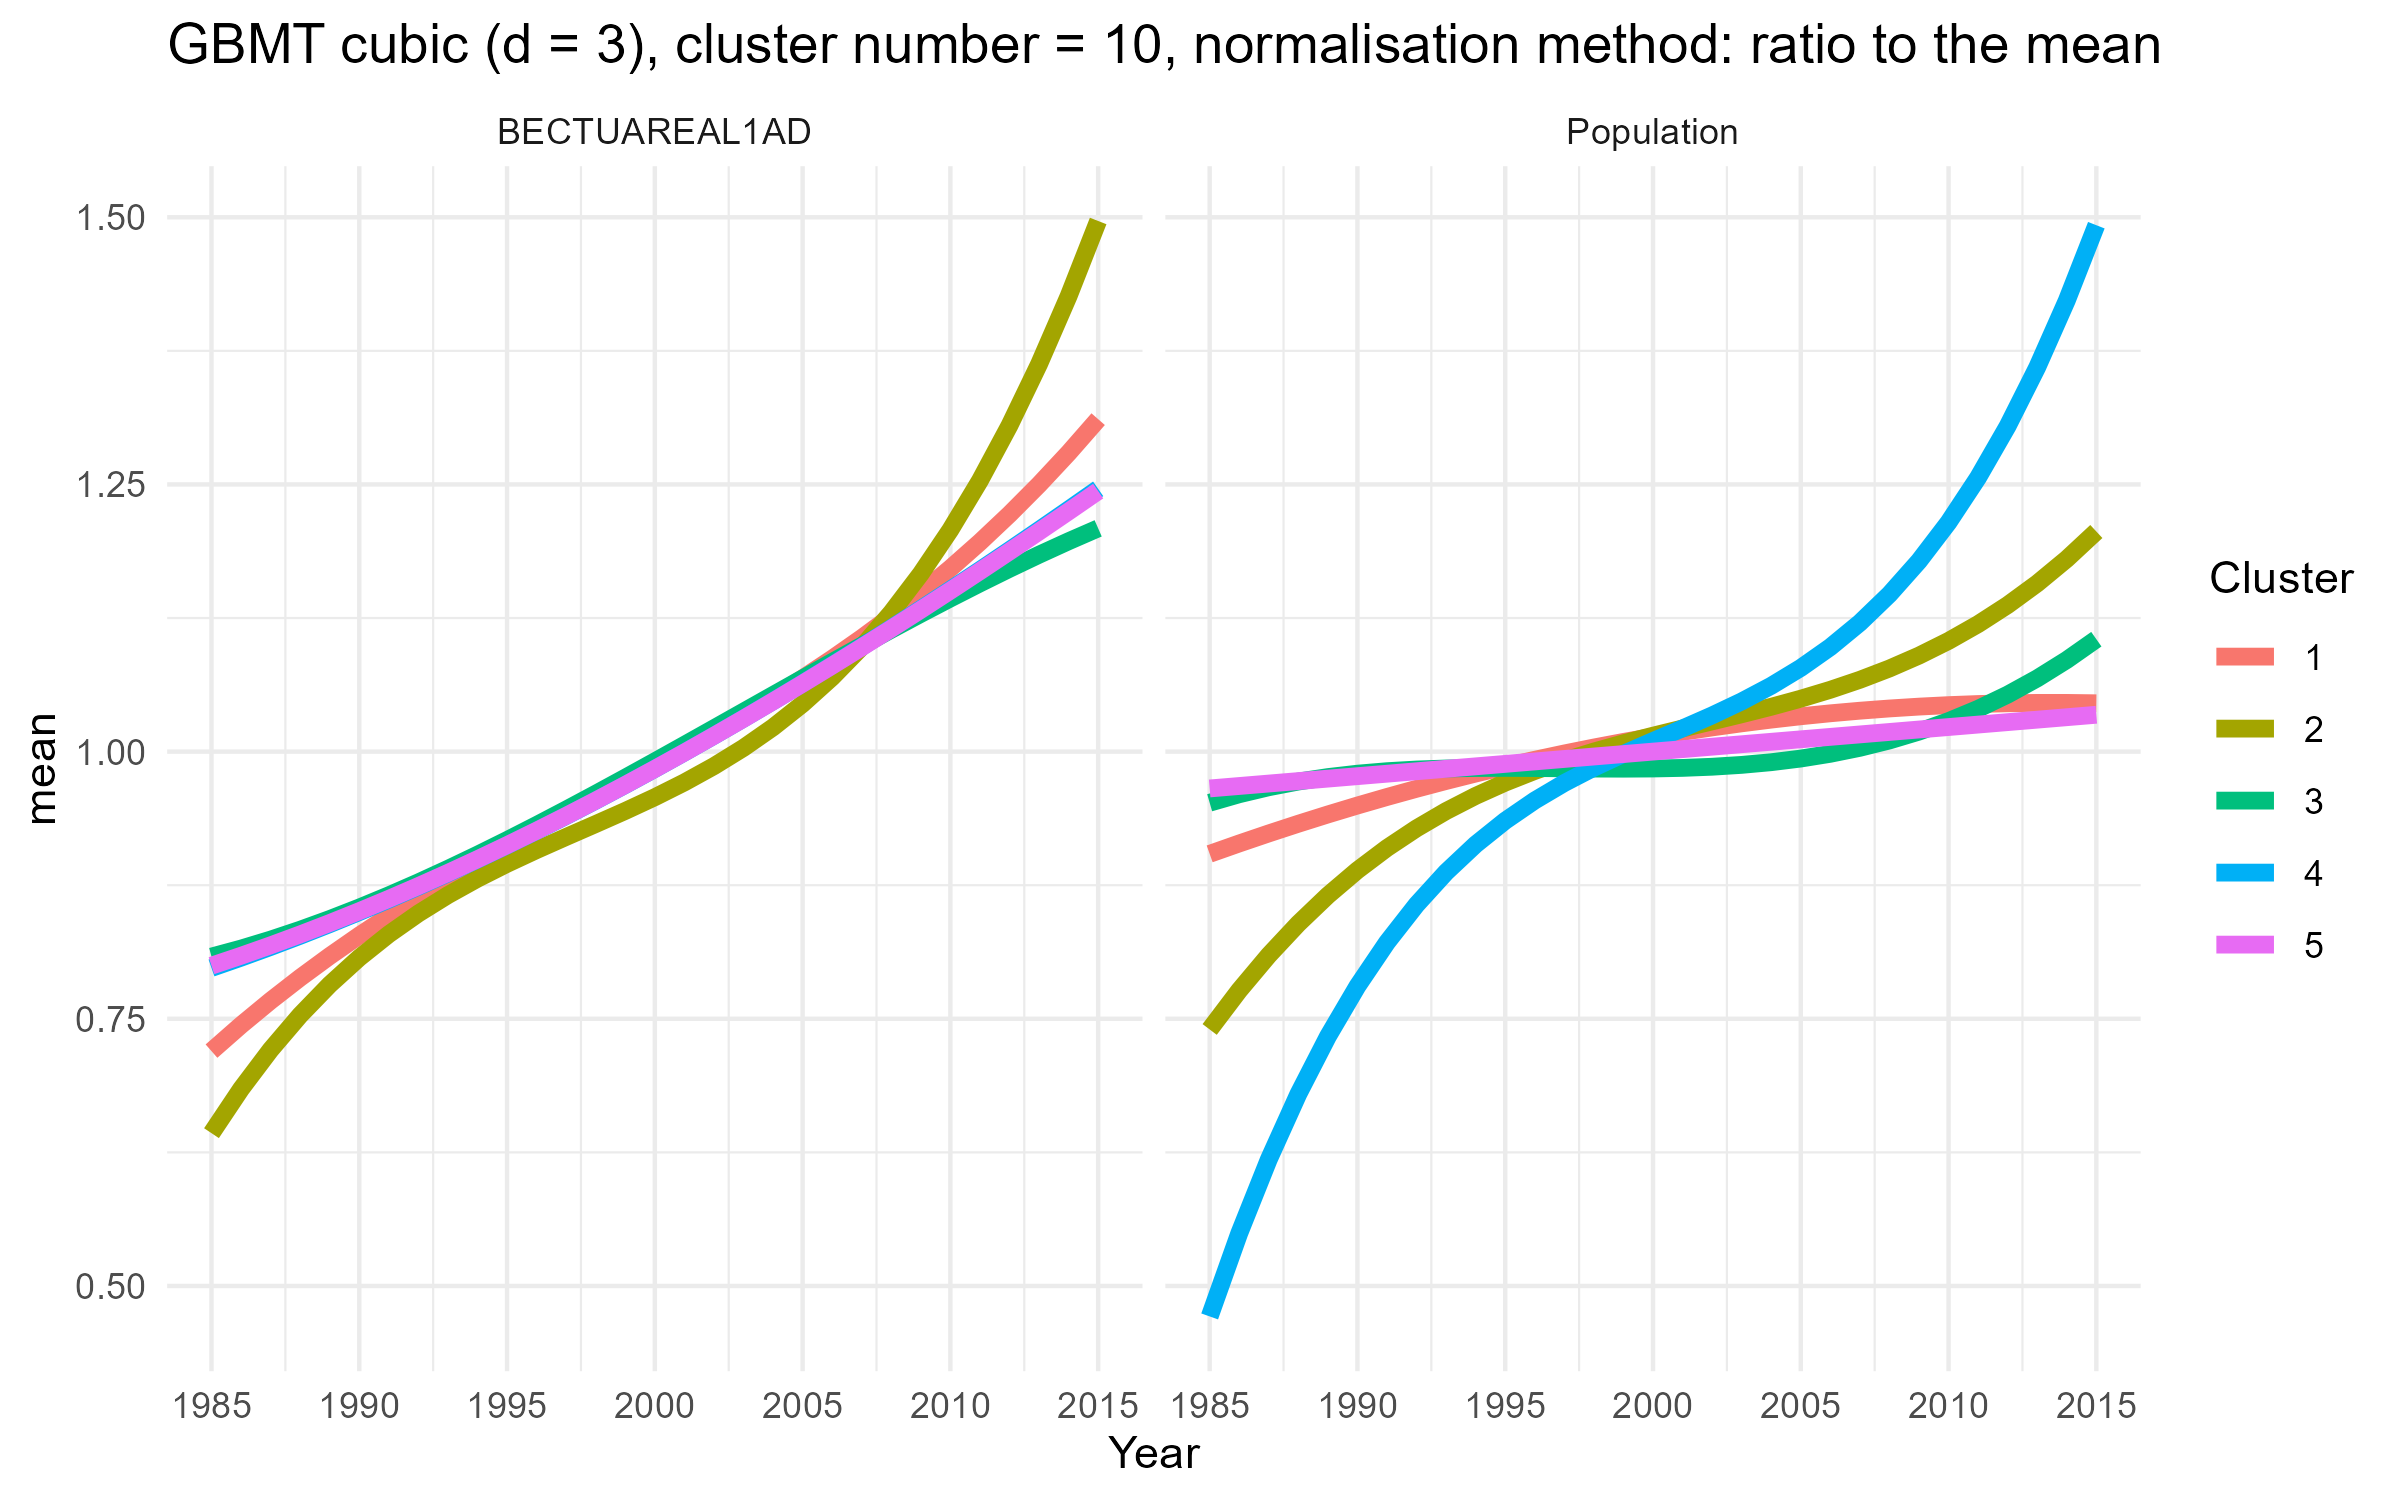 GBMT cubic (d = 3), cluster number = 10, normalisation method: ratio to the mean
BECTUAREAL1AD
Population
mean
1.50
1.25
1.00
0.75
0.50
1985 1990 1995 2000 2005 2010 2015
1985 1990 1995 2000 2005 2010 2015
Year
Cluster
1
2
3
4
5